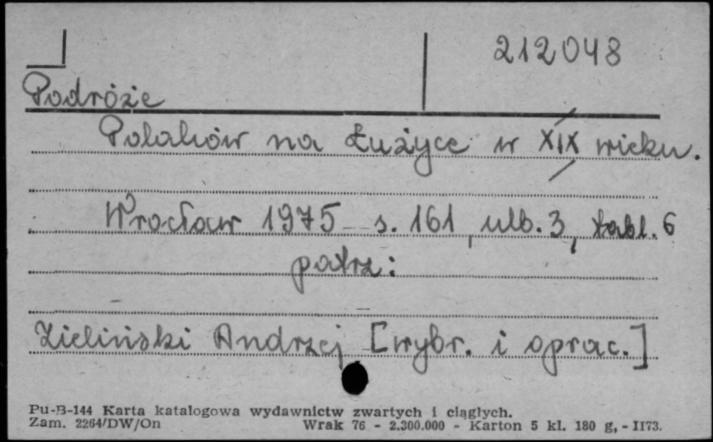 212048
Podróże
Polaków na Łużyce w XIX wieku.
Wrocław 1975 s. 161, ulb. 3, tabl. 6
patrz:
Zieliński Andrzej [wybr. i oprac.]
Pu-B-144 Karta katalogowa wydawnictw zwartych i ciągłych.
Zam. 2264/DW/On Wrak 76 - 2.300.000 - Karton 5 kl. 180 g, - II73.